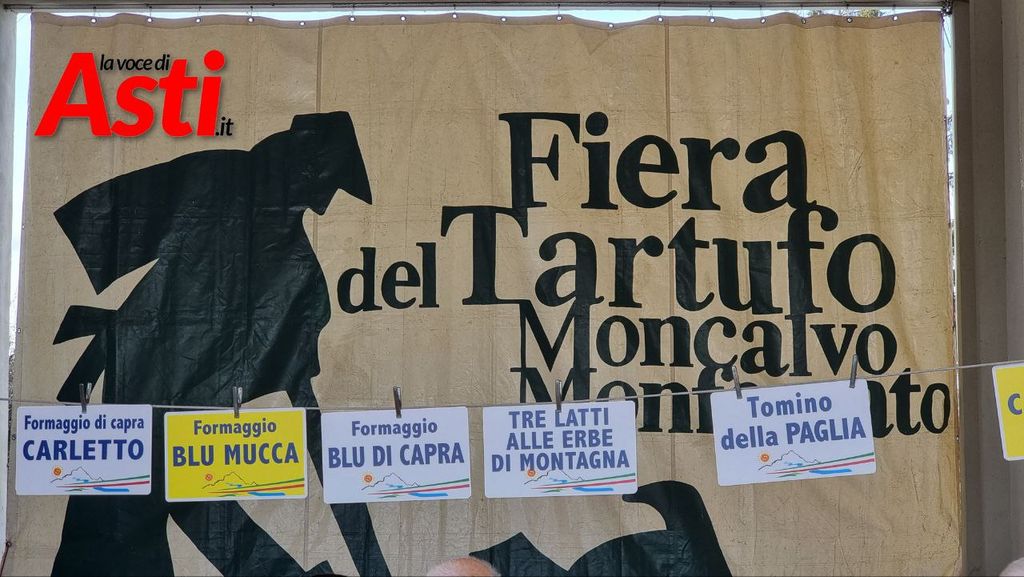 la voce di
Asti
.it
Fiera
del Tartufo
Moncalvo
Formaggio di capra
CARLETTO
Formaggio
BLU MUCCA
Formaggio
BLU DI CAPRA
TRE LATTI
ALLE ERBE
DI MONTAGNA
Tomino
della PAGLIA